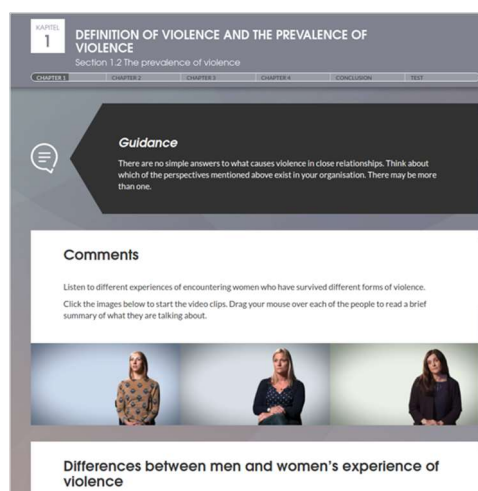 KAPITEL
1
DEFINITION OF VIOLENCE AND THE PREVALENCE OF
VIOLENCE
Section 1.2 The prevalence of violence
CHAPTER 1
CHAPTER 2
CHAPTER 3
CHAPTER 4
CONCLUSION
TEST
Guidance
There are no simple answers to what causes violence in close relationships. Think about
which of the perspectives mentioned above exist in your organisation. There may be more
than one.
Comments
Listen to different experiences of encountering women who have survived different forms of violence.
Click the images below to start the video clips. Drag your mouse over each of the people to read a brief
summary of what they are talking about.
Differences between men and women's experience of
violence